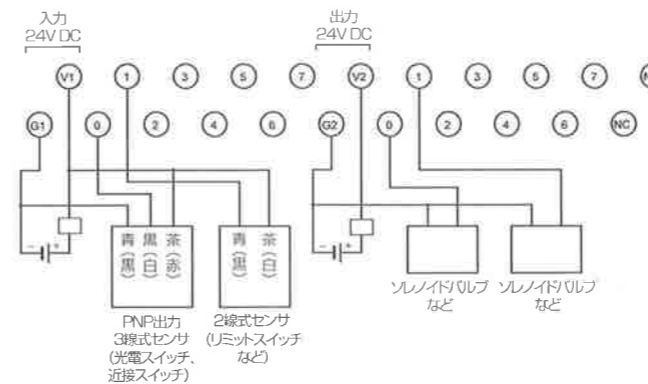 入力
24V DC
出力
24V DC
V1
1
3
5
7
V2
1
3
5
7
G1
0
2
4
6
G2
0
2
4
6
NC
- +
- +
青(黒)
黒(白)
茶(赤)
青(黒)
茶(白)
PNP出力
3線式センサ
(光電スイッチ、
近接スイッチ)
2線式センサ
(リミットスイッチ
など)
ソレノイドバルブ
など
ソレノイドバルブ
など